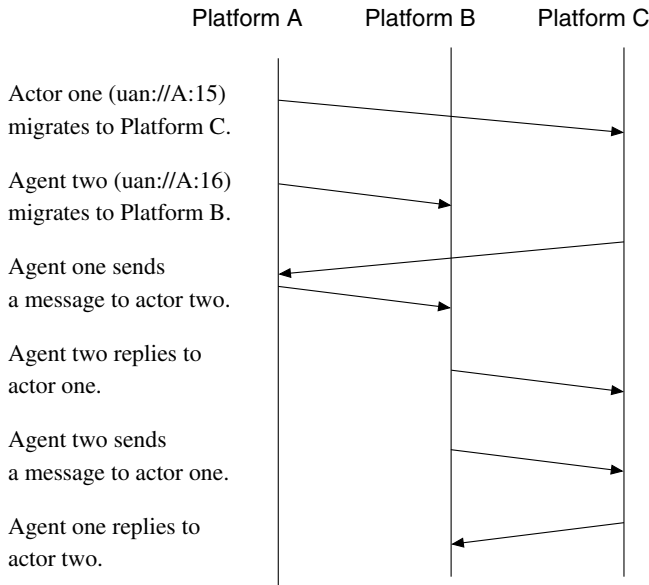 Platform A Platform B Platform C
Actor one (uan://A:15)
migrates to Platform C.
Agent two (uan://A:16)
migrates to Platform B.
Agent one sends
a message to actor two.
Agent two replies to
actor one.
Agent two sends
a message to actor one.
Agent one replies to
actor two.